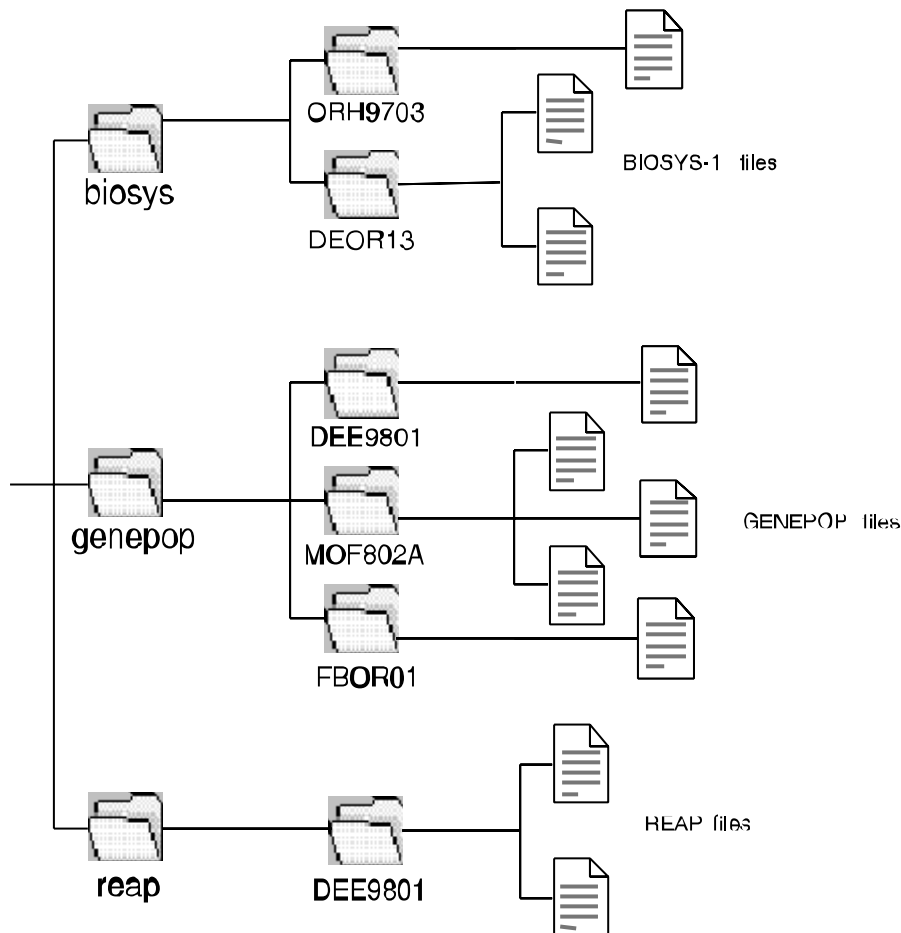 ORH9703
biosys
BIOSYS-1 files
DEOR13
DEE9801
genepop
MOF802A
GENEPOP files
FBOR01
REAP files
reap
DEE9801